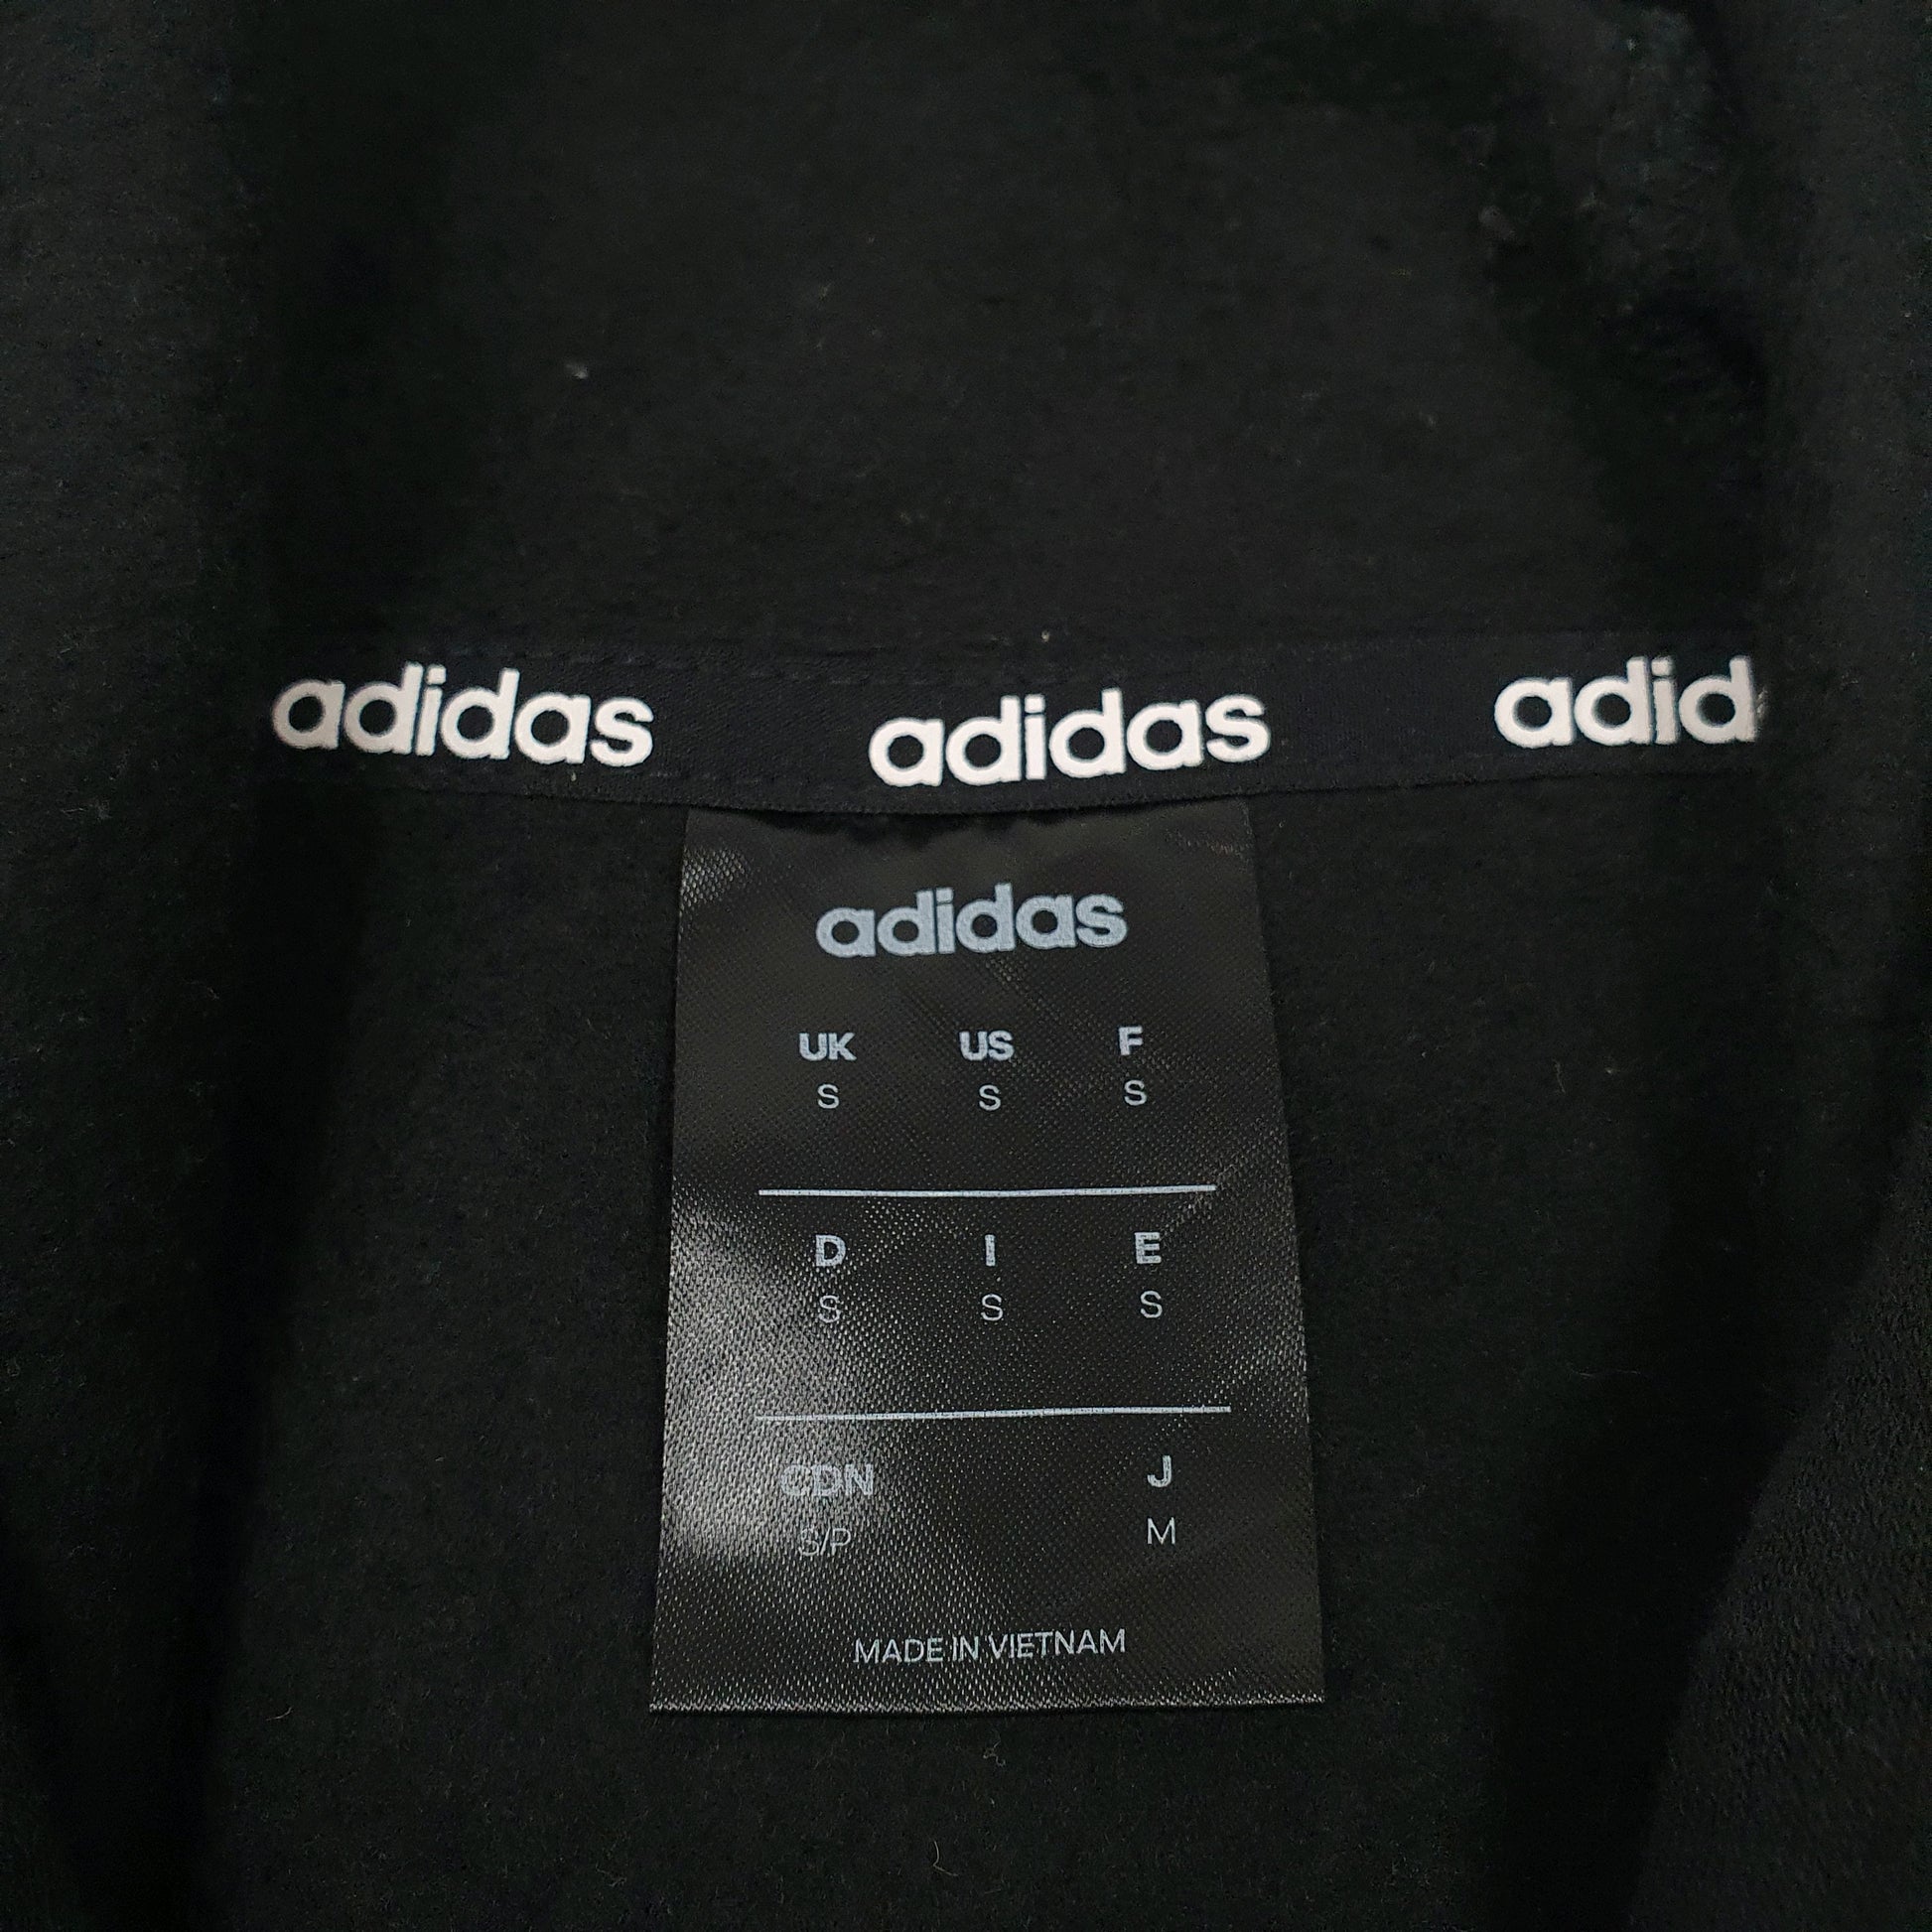 adidas adidas adid
adidas
UK US F
S S S
D I E
S S S
CDN J
S/P M
MADE IN VIETNAM